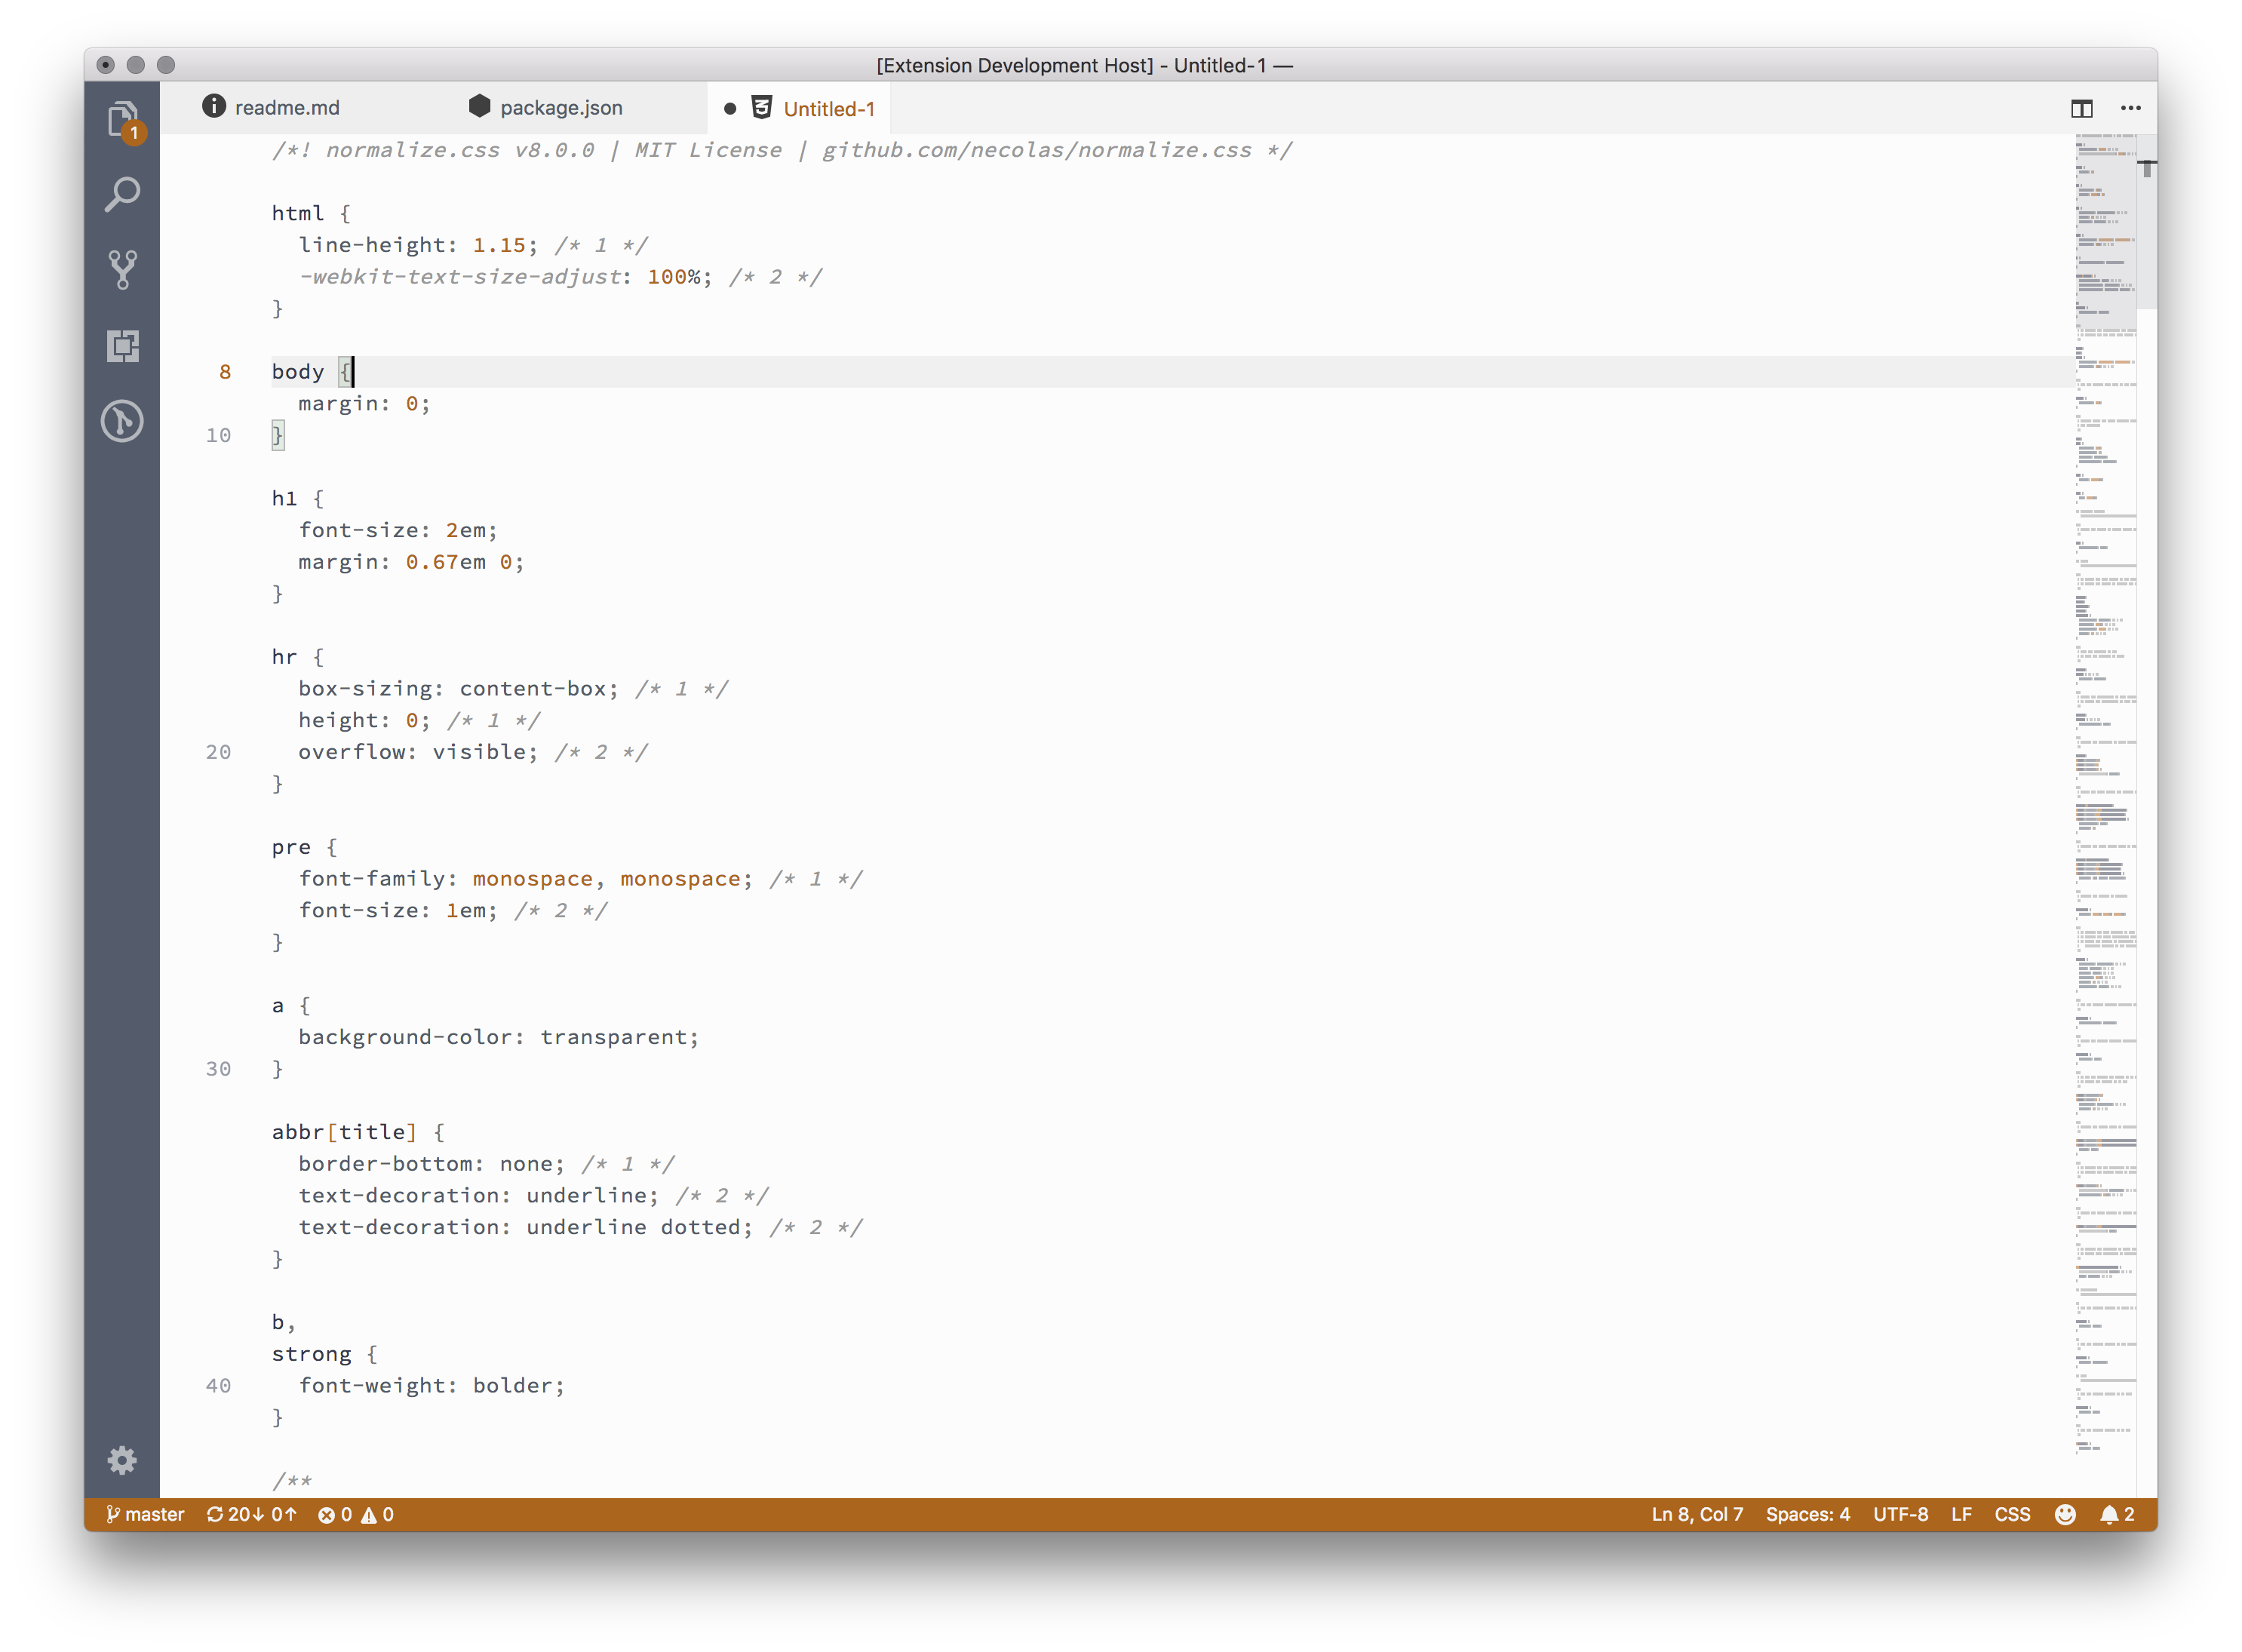 [Extension Development Host] - Untitled-1 —
readme.md package.json Untitled-1
1
/*! normalize.css v8.0.0 | MIT License | github.com/necolas/normalize.css */
html {
  line-height: 1.15; /* 1 */
  -webkit-text-size-adjust: 100%; /* 2 */
}
8 body {
  margin: 0;
10 }
h1 {
  font-size: 2em;
  margin: 0.67em 0;
}
hr {
  box-sizing: content-box; /* 1 */
  height: 0; /* 1 */
20   overflow: visible; /* 2 */
}
pre {
  font-family: monospace, monospace; /* 1 */
  font-size: 1em; /* 2 */
}
a {
  background-color: transparent;
30 }
abbr[title] {
  border-bottom: none; /* 1 */
  text-decoration: underline; /* 2 */
  text-decoration: underline dotted; /* 2 */
}
b,
strong {
40   font-weight: bolder;
}
/**
master 20↓ 0↑ 0 0 Ln 8, Col 7 Spaces: 4 UTF-8 LF CSS 2